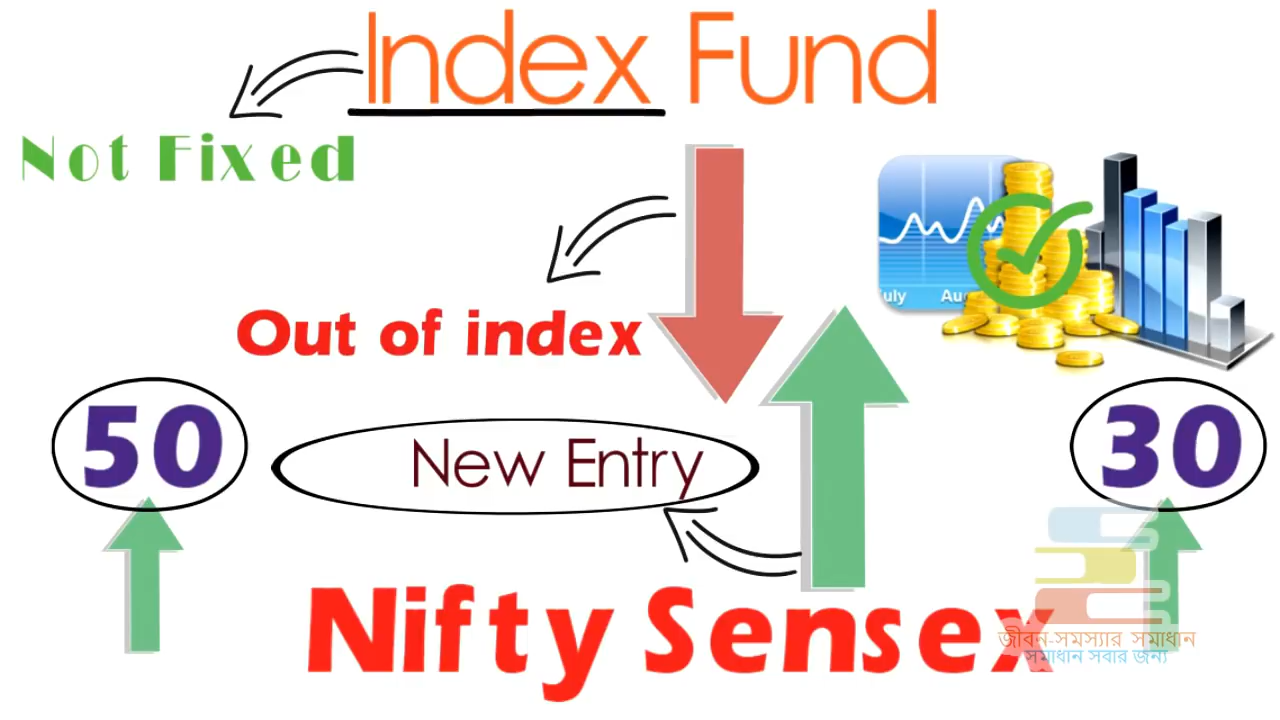 Index Fund
Not Fixed
Out of index
50
New Entry
30
Nifty Sensex
জীবন-সমস্যার সমাধান
সমাধান সবার জন্য